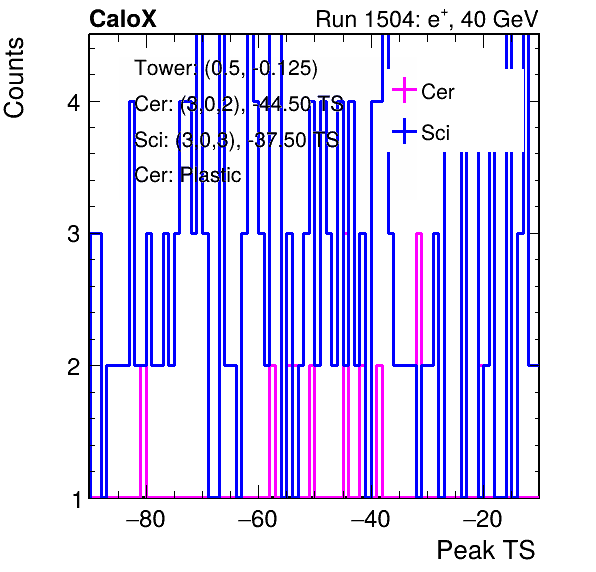 CaloX Run 1504: e⁺, 40 GeV
Counts
Tower: (0.5, -0.125)
Cer: (3,0,2), -44.50 TS
Sci: (3,0,3), -37.50 TS
Cer: Plastic
Cer
Sci
4
3
2
1
−80 −60 −40 −20
Peak TS